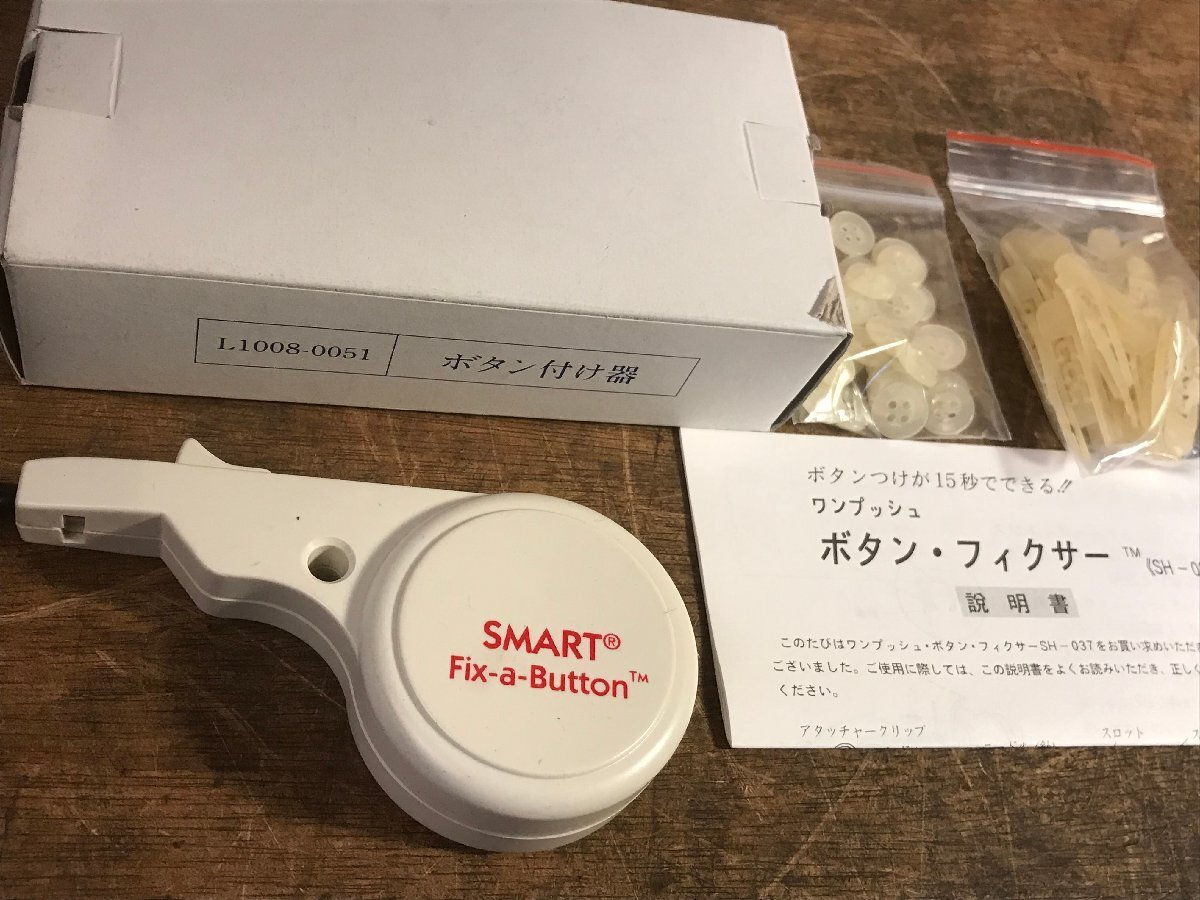 L1008-0051
ボタン付け器
SMART®
Fix-a-Button™
ボタンつけが15秒でできる!!
ワンプッシュ
ボタン・フィクサー™
《SH-0
説明書
このたびはワンプッシュ・ボタン・フィクサーSH-037をお買い求めいただき
ございました。ご使用に際しては、この説明書をよくお読みいただき、正しく
ください。
アタッチャークリップ
スロット